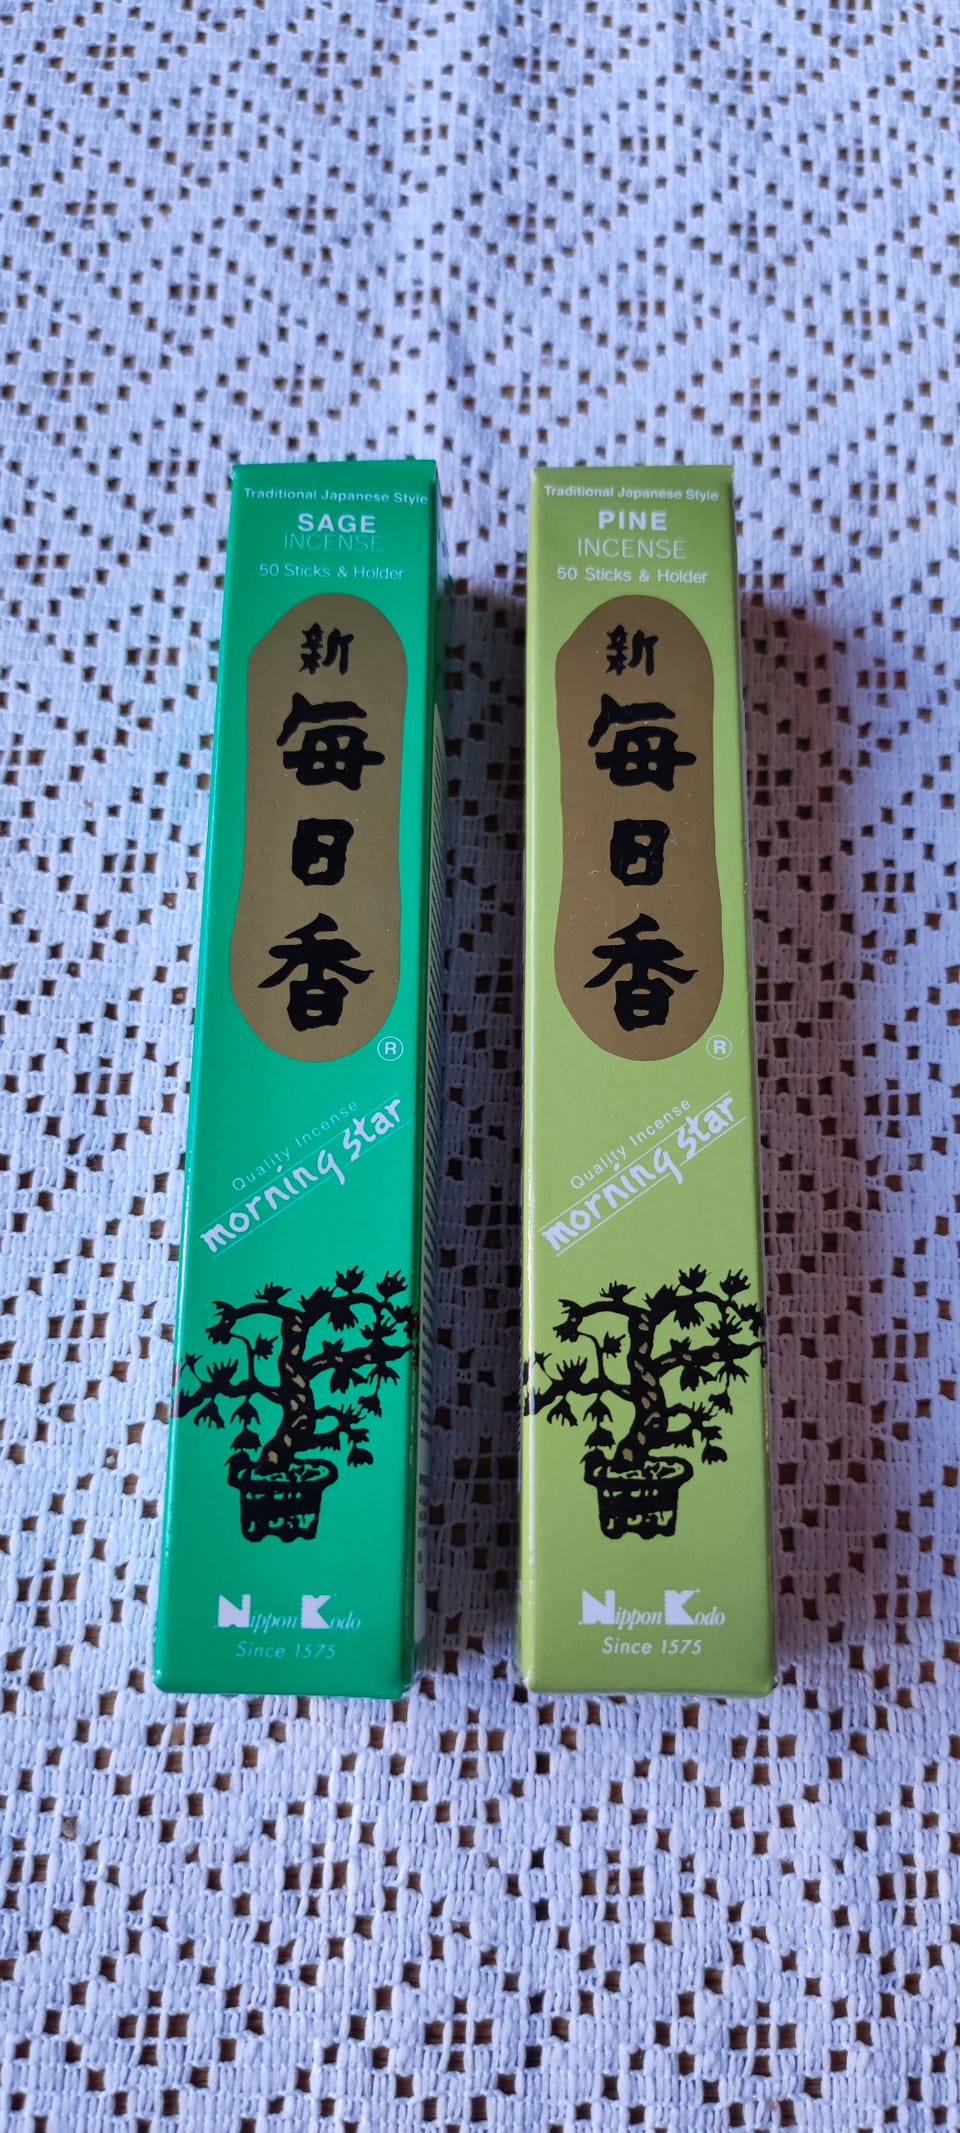 Traditional Japanese Style
SAGE
INCENSE
50 Sticks & Holder
新
毎
日
香
®
Quality Incense
morning star
Nippon Kodo
Since 1575
Traditional Japanese Style
PINE
INCENSE
50 Sticks & Holder
新
毎
日
香
®
Quality Incense
morning star
Nippon Kodo
Since 1575